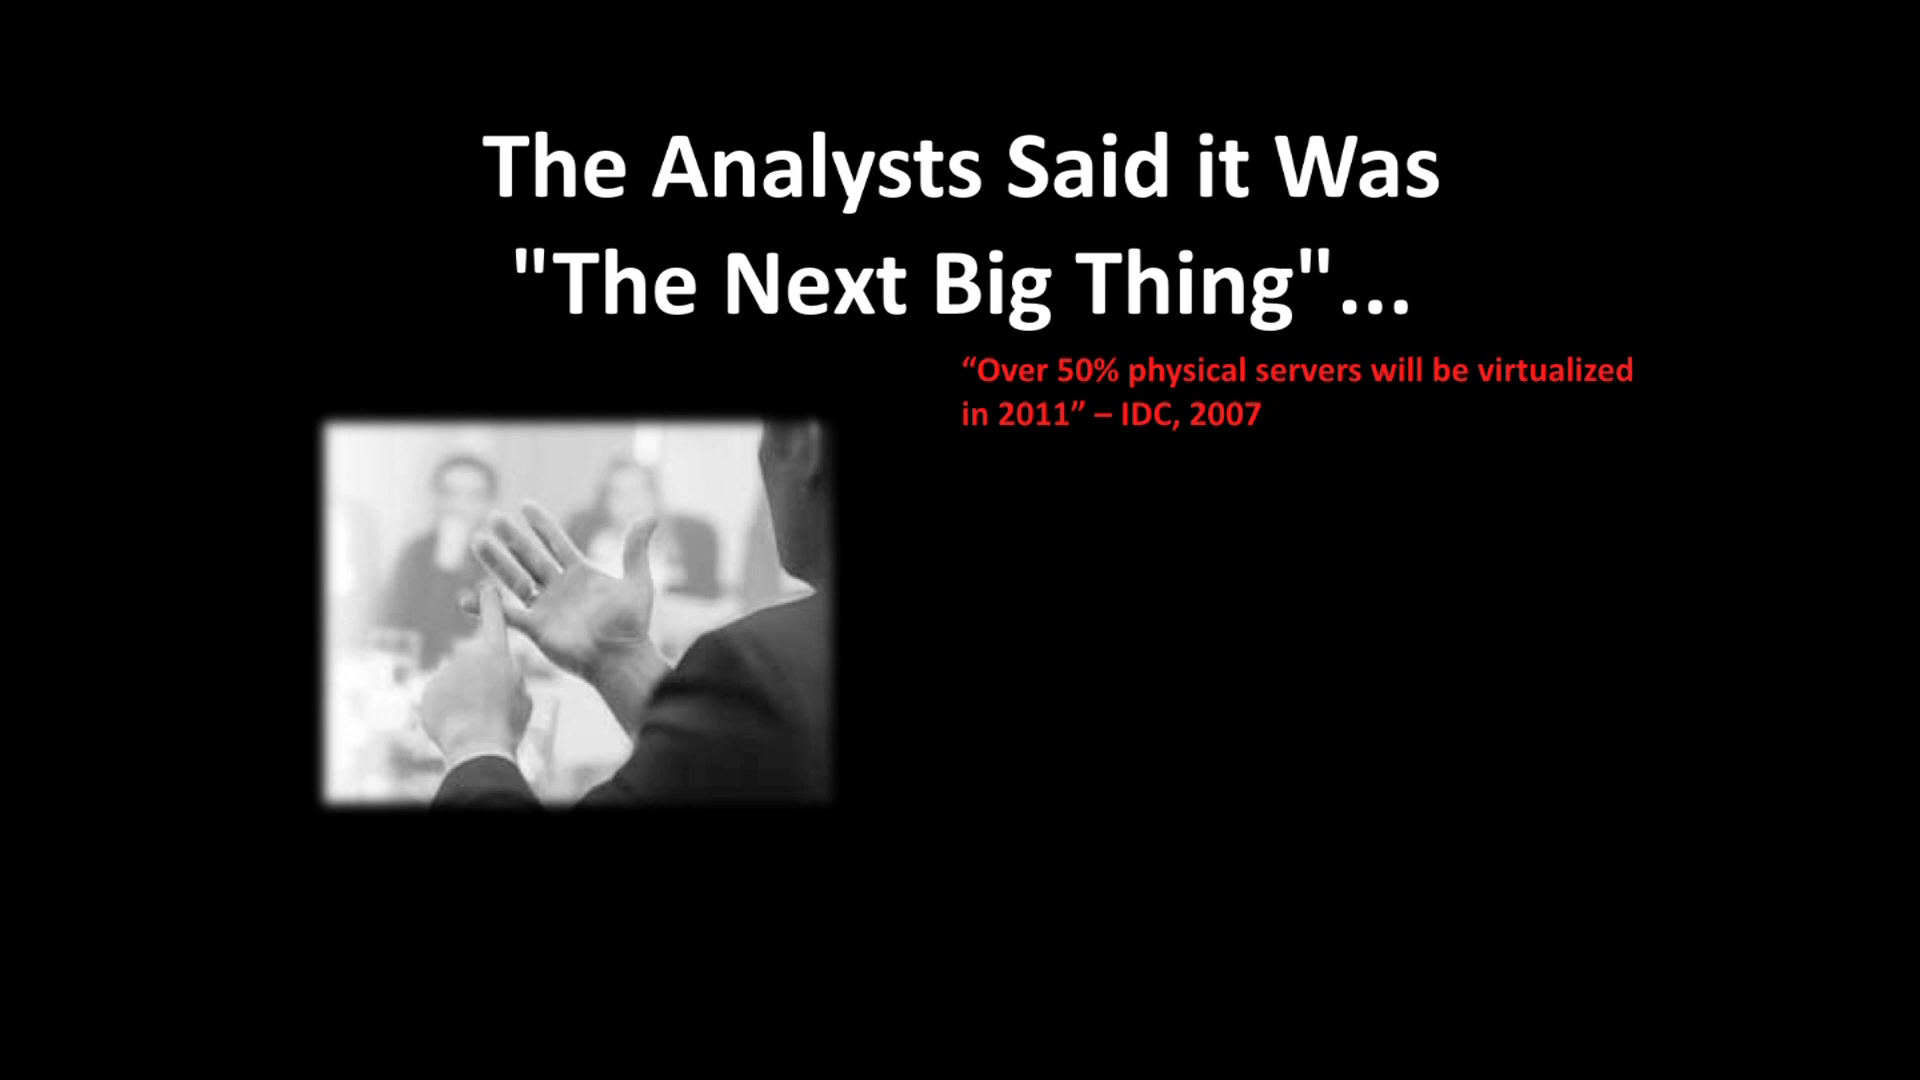 The Analysts Said it Was
"The Next Big Thing"...
“Over 50% physical servers will be virtualized
in 2011” – IDC, 2007